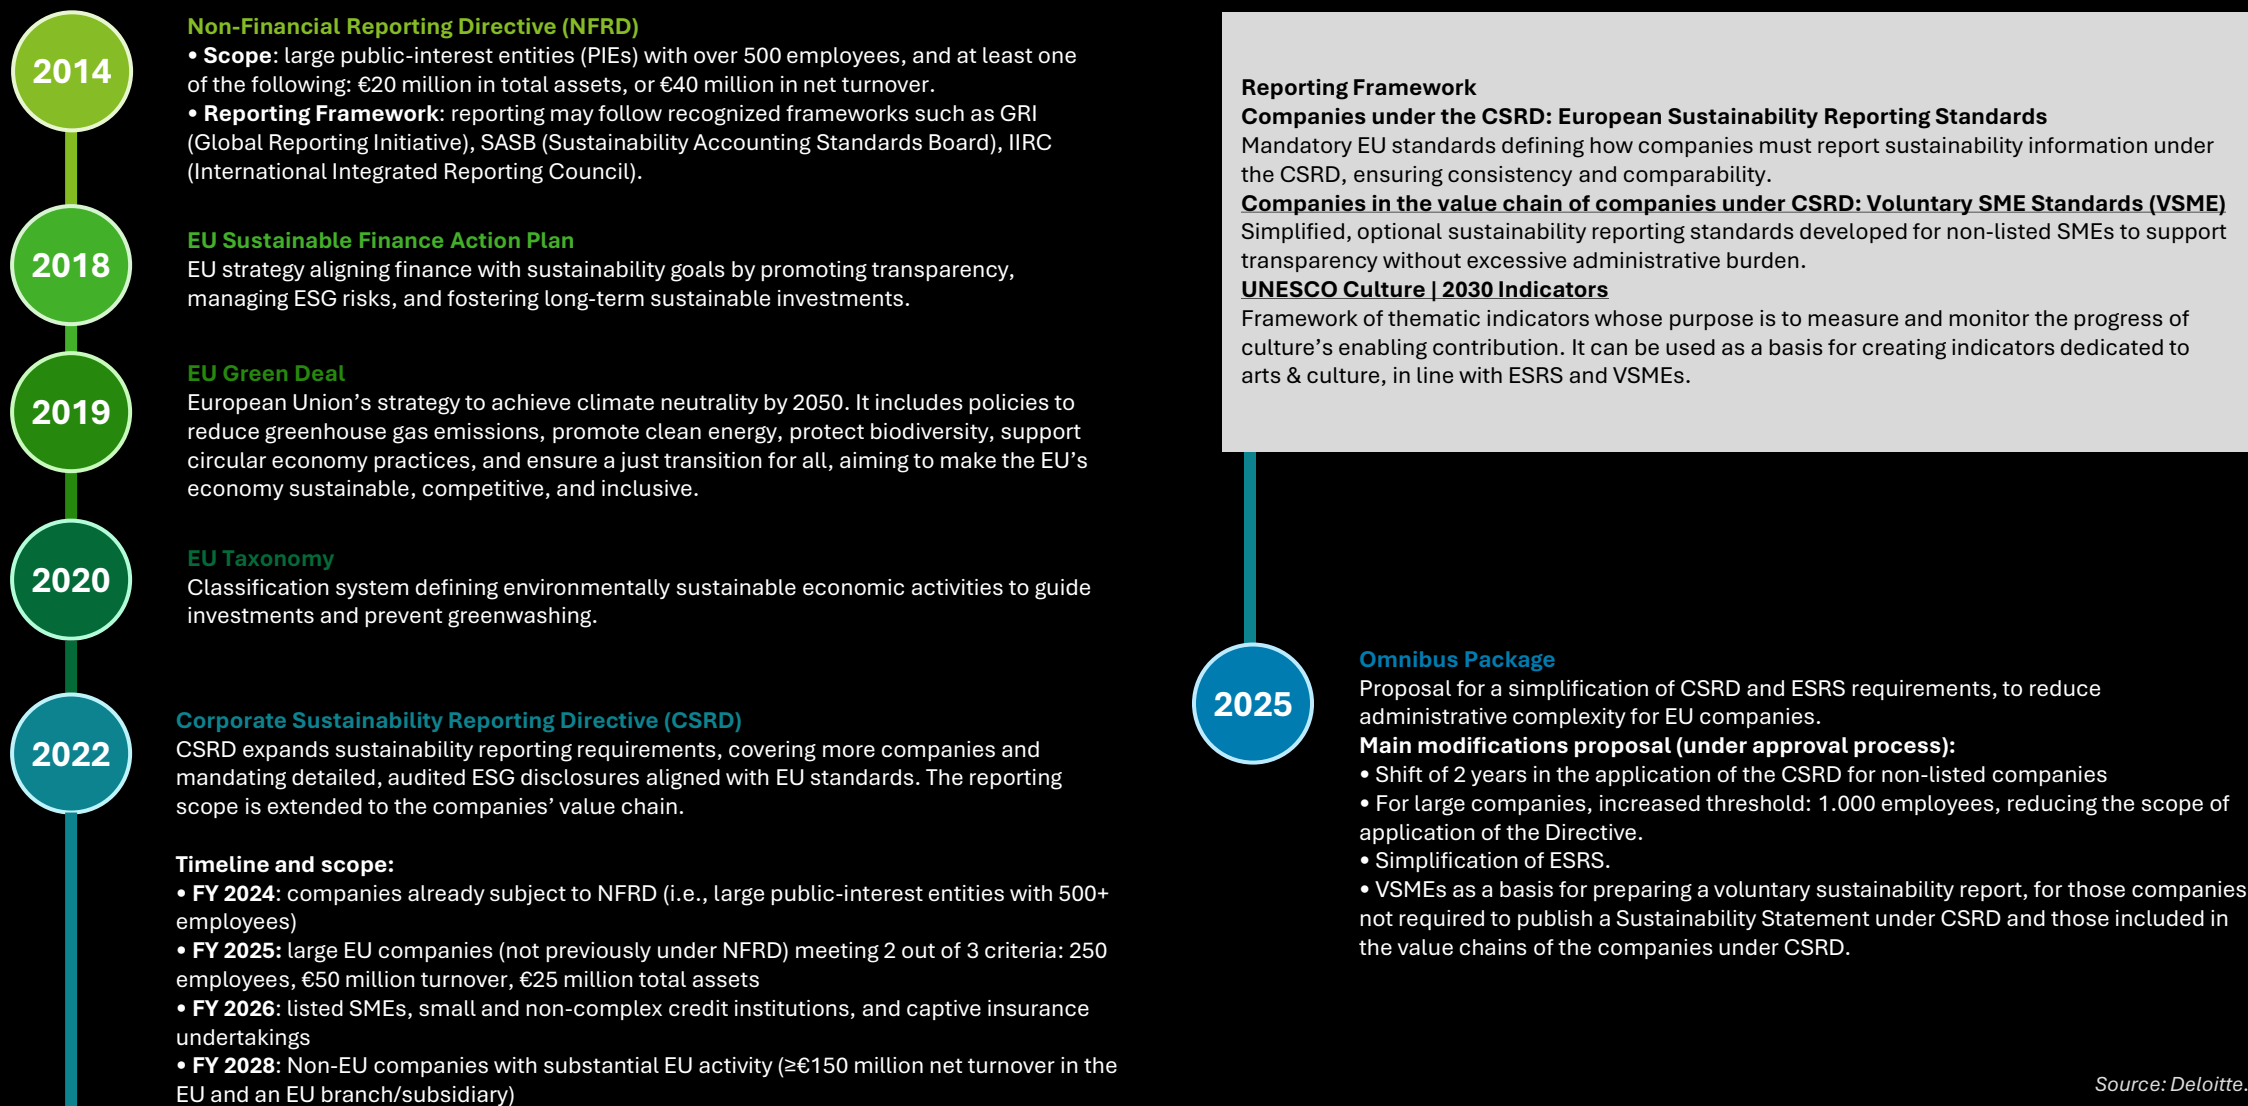 2014
Non-Financial Reporting Directive (NFRD)
• Scope: large public-interest entities (PIEs) with over 500 employees, and at least one
of the following: €20 million in total assets, or €40 million in net turnover.
• Reporting Framework: reporting may follow recognized frameworks such as GRI
(Global Reporting Initiative), SASB (Sustainability Accounting Standards Board), IIRC
(International Integrated Reporting Council).
2018
EU Sustainable Finance Action Plan
EU strategy aligning finance with sustainability goals by promoting transparency,
managing ESG risks, and fostering long-term sustainable investments.
2019
EU Green Deal
European Union’s strategy to achieve climate neutrality by 2050. It includes policies to
reduce greenhouse gas emissions, promote clean energy, protect biodiversity, support
circular economy practices, and ensure a just transition for all, aiming to make the EU’s
economy sustainable, competitive, and inclusive.
2020
EU Taxonomy
Classification system defining environmentally sustainable economic activities to guide
investments and prevent greenwashing.
2022
Corporate Sustainability Reporting Directive (CSRD)
CSRD expands sustainability reporting requirements, covering more companies and
mandating detailed, audited ESG disclosures aligned with EU standards. The reporting
scope is extended to the companies’ value chain.
Timeline and scope:
• FY 2024: companies already subject to NFRD (i.e., large public-interest entities with 500+
employees)
• FY 2025: large EU companies (not previously under NFRD) meeting 2 out of 3 criteria: 250
employees, €50 million turnover, €25 million total assets
• FY 2026: listed SMEs, small and non-complex credit institutions, and captive insurance
undertakings
• FY 2028: Non-EU companies with substantial EU activity (≥€150 million net turnover in the
EU and an EU branch/subsidiary)
Reporting Framework
Companies under the CSRD: European Sustainability Reporting Standards
Mandatory EU standards defining how companies must report sustainability information under
the CSRD, ensuring consistency and comparability.
Companies in the value chain of companies under CSRD: Voluntary SME Standards (VSME)
Simplified, optional sustainability reporting standards developed for non-listed SMEs to support
transparency without excessive administrative burden.
UNESCO Culture | 2030 Indicators
Framework of thematic indicators whose purpose is to measure and monitor the progress of
culture’s enabling contribution. It can be used as a basis for creating indicators dedicated to
arts & culture, in line with ESRS and VSMEs.
2025
Omnibus Package
Proposal for a simplification of CSRD and ESRS requirements, to reduce
administrative complexity for EU companies.
Main modifications proposal (under approval process):
• Shift of 2 years in the application of the CSRD for non-listed companies
• For large companies, increased threshold: 1.000 employees, reducing the scope of
application of the Directive.
• Simplification of ESRS.
• VSMEs as a basis for preparing a voluntary sustainability report, for those companies
not required to publish a Sustainability Statement under CSRD and those included in
the value chains of the companies under CSRD.
Source: Deloitte.